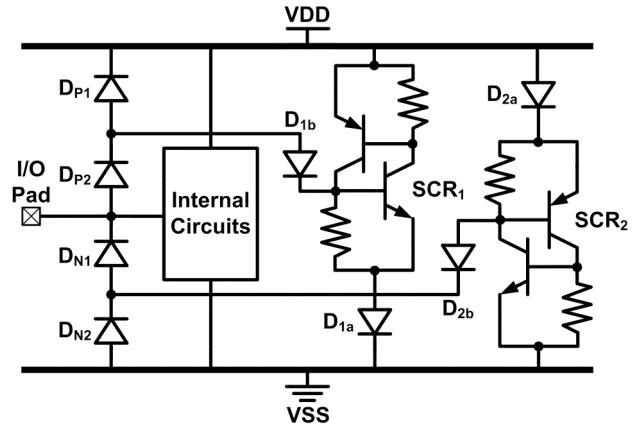 VDD
DP1
D1b
D2a
I/O
Pad
DP2
Internal
Circuits
SCR1
SCR2
DN1
D2b
DN2
D1a
VSS